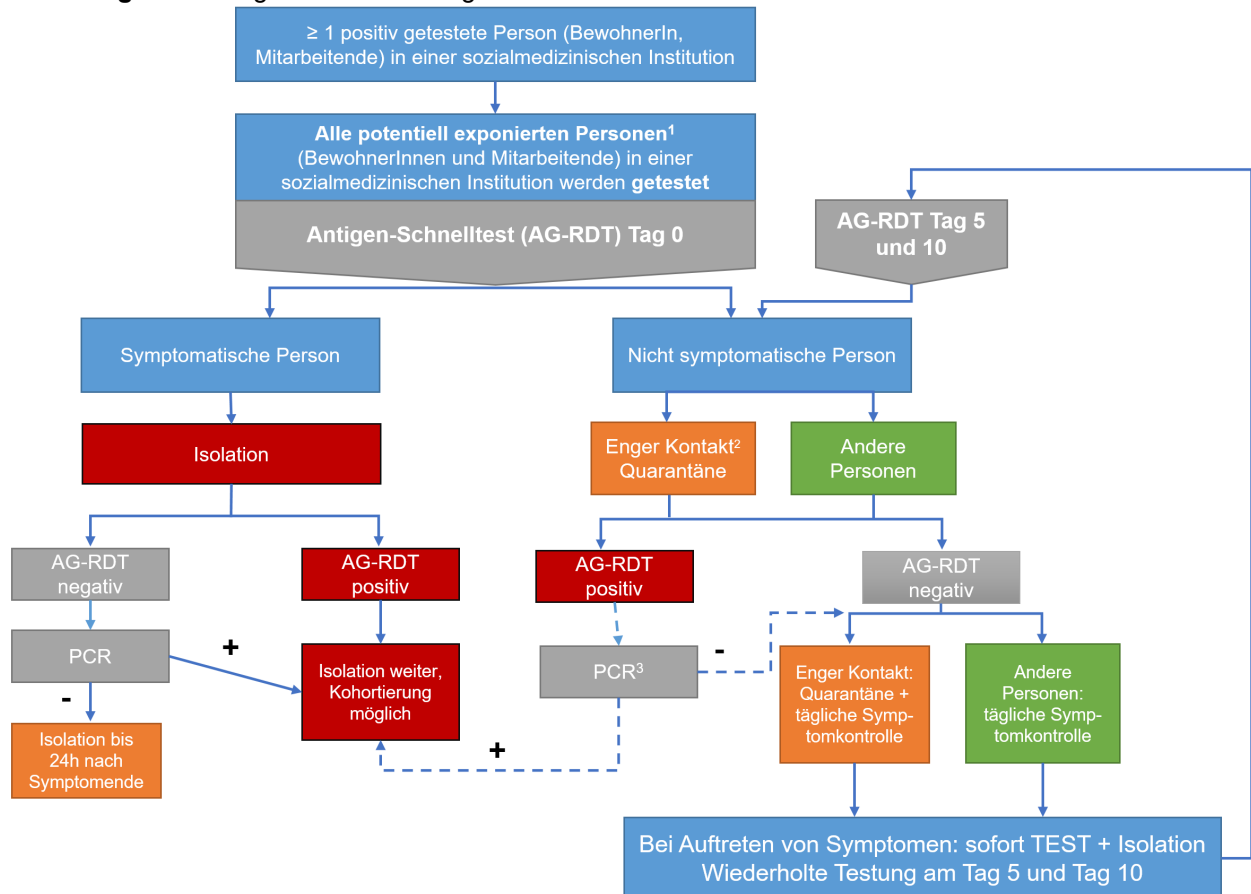 ≥ 1 positiv getestete Person (BewohnerIn,
Mitarbeitende) in einer sozialmedizinischen Institution
Alle potentiell exponierten Personen¹
(BewohnerInnen und Mitarbeitende) in einer
sozialmedizinischen Institution werden getestet
Antigen-Schnelltest (AG-RDT) Tag 0
AG-RDT Tag 5
und 10
Symptomatische Person
Nicht symptomatische Person
Isolation
Enger Kontakt²
Quarantäne
Andere
Personen
AG-RDT
negativ
AG-RDT
positiv
AG-RDT
positiv
AG-RDT
negativ
PCR
+
-
Isolation weiter,
Kohortierung
möglich
Isolation bis
24h nach
Symptomende
PCR³
-
+
Enger Kontakt:
Quarantäne +
tägliche Symp-
tomkontrolle
Andere
Personen:
tägliche Symp-
tomkontrolle
Bei Auftreten von Symptomen: sofort TEST + Isolation
Wiederholte Testung am Tag 5 und Tag 10